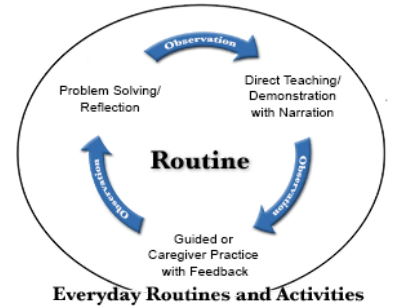 Observation
Problem Solving/
Reflection
Direct Teaching/
Demonstration
with Narration
Routine
Observation
Observation
Guided or
Caregiver Practice
with Feedback
Everyday Routines and Activities